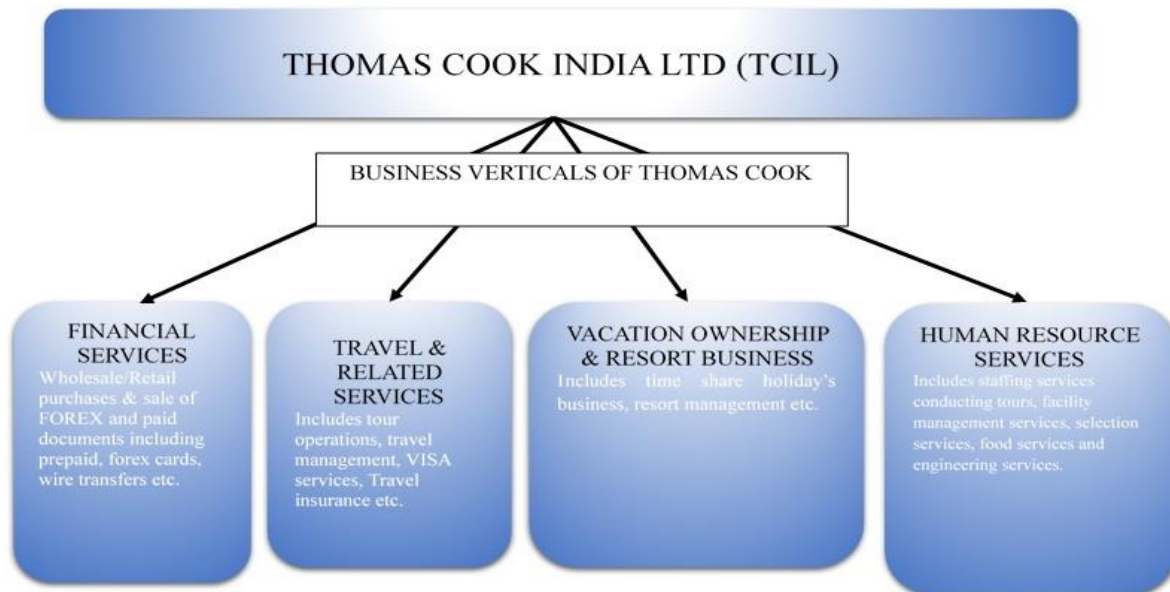 THOMAS COOK INDIA LTD (TCIL)
BUSINESS VERTICALS OF THOMAS COOK
FINANCIAL
SERVICES
Wholesale/Retail
purchases & sale of
FOREX and paid
documents including
prepaid, forex cards,
wire transfers etc.
TRAVEL &
RELATED
SERVICES
Includes tour
operations, travel
management, VISA
services, Travel
insurance etc.
VACATION OWNERSHIP
& RESORT BUSINESS
Includes time share holiday's
business, resort management etc.
HUMAN RESOURCE
SERVICES
Includes staffing services
conducting tours, facility
management services, selection
services, food services and
engineering services.